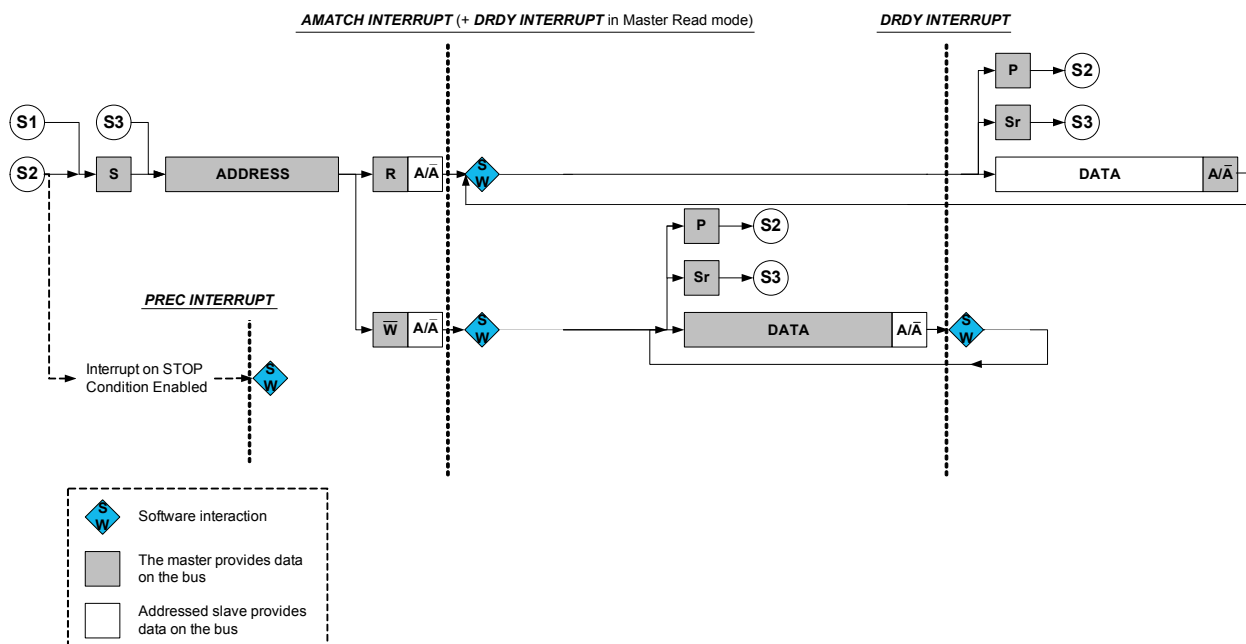 AMATCH INTERRUPT (+ DRDY INTERRUPT in Master Read mode)
DRDY INTERRUPT
P
S2
S1
S3
Sr
S3
S2
S
ADDRESS
R
A/A̅
S
W
DATA
A/A̅
P
S2
Sr
S3
PREC INTERRUPT
W̅
A/A̅
S
W
DATA
A/A̅
S
W
Interrupt on STOP
Condition Enabled
S
W
S
W
Software interaction
The master provides data
on the bus
Addressed slave provides
data on the bus